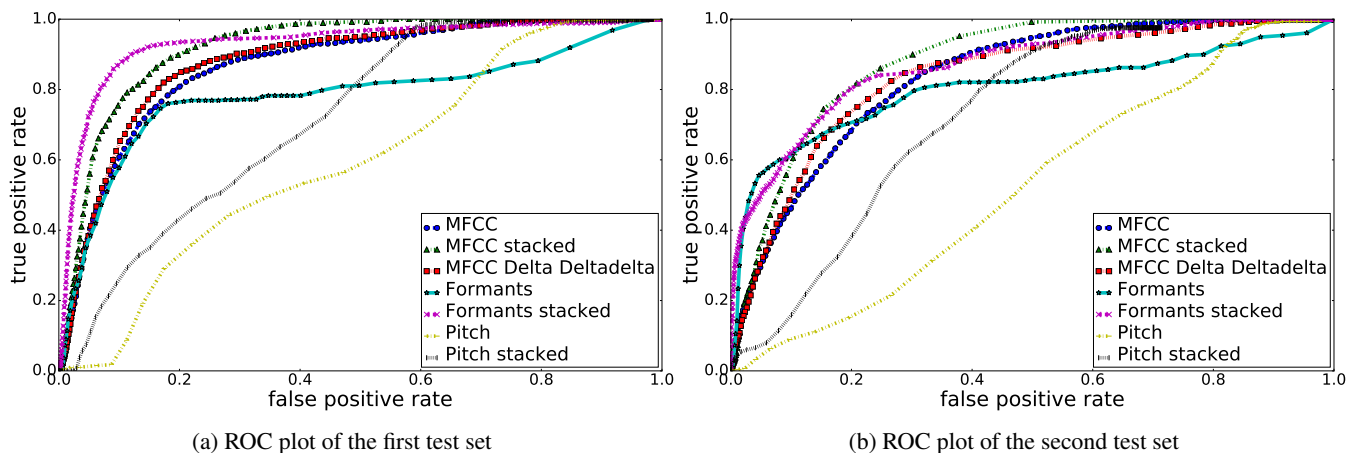 1.0
0.8
0.6
0.4
0.2
0.0
true positive rate
0.0 0.2 0.4 0.6 0.8 1.0
false positive rate
MFCC
MFCC stacked
MFCC Delta Deltadelta
Formants
Formants stacked
Pitch
Pitch stacked
(a) ROC plot of the first test set
1.0
0.8
0.6
0.4
0.2
0.0
true positive rate
0.0 0.2 0.4 0.6 0.8 1.0
false positive rate
MFCC
MFCC stacked
MFCC Delta Deltadelta
Formants
Formants stacked
Pitch
Pitch stacked
(b) ROC plot of the second test set